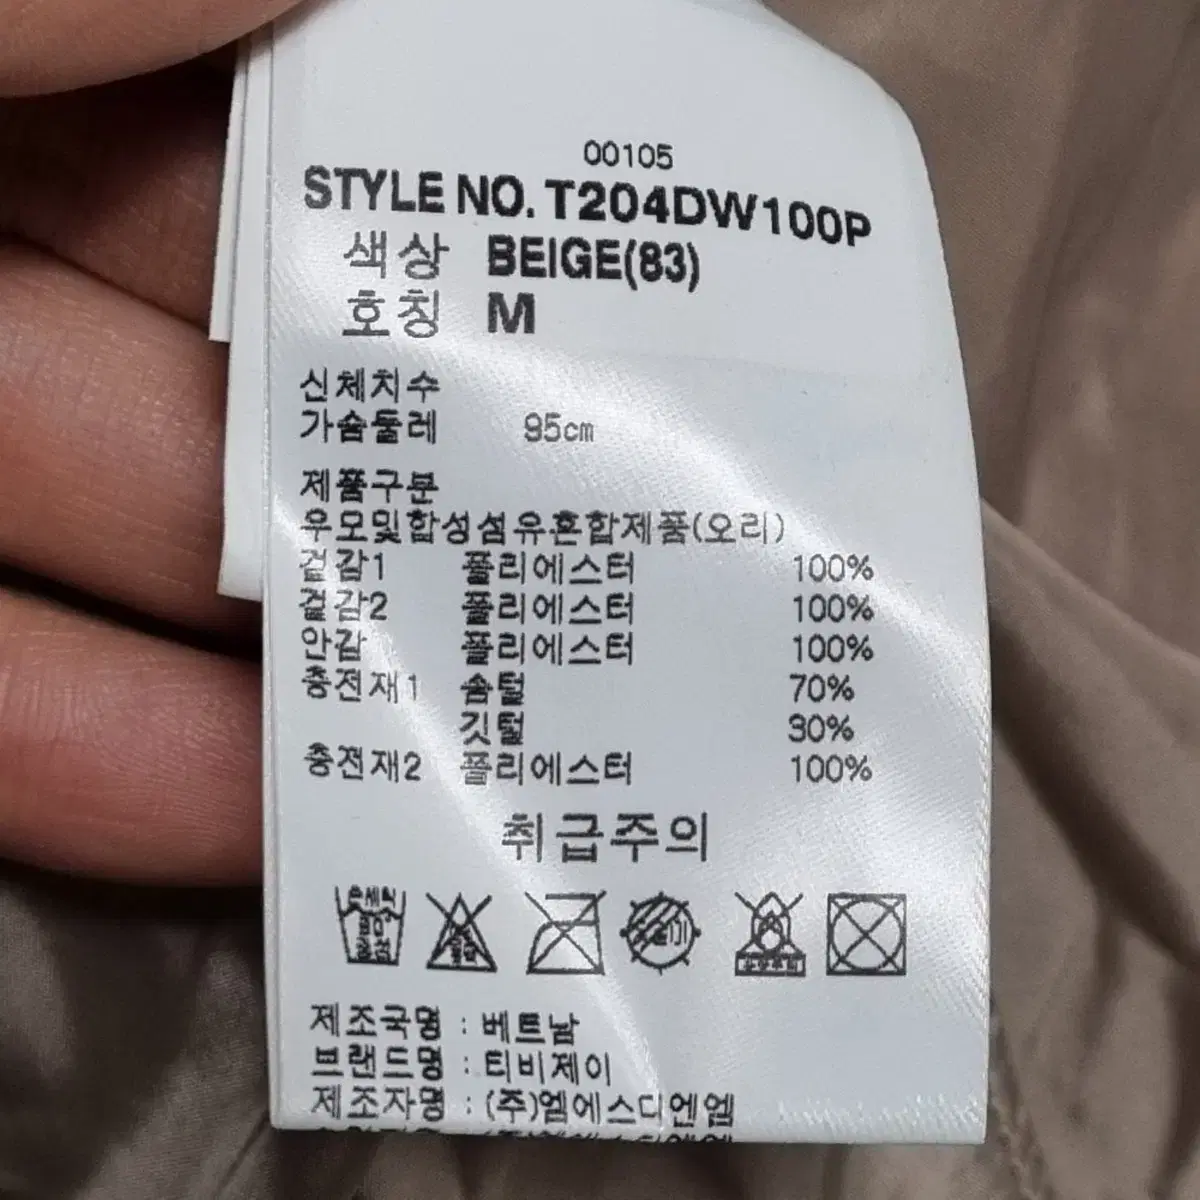 00105
STYLE NO. T204DW100P
색상 BEIGE(83)
호칭 M
신체치수
가슴둘레 95cm
제품구분
우모및합성섬유혼합제품(오리)
겉감1 폴리에스터 100%
겉감2 폴리에스터 100%
안감 폴리에스터 100%
충전재1 솜털 70%
깃털 30%
충전재2 폴리에스터 100%
취급주의
제조국명 : 베트남
브랜드명 : 티비제이
제조자명 : (주)엠에스디엔엠